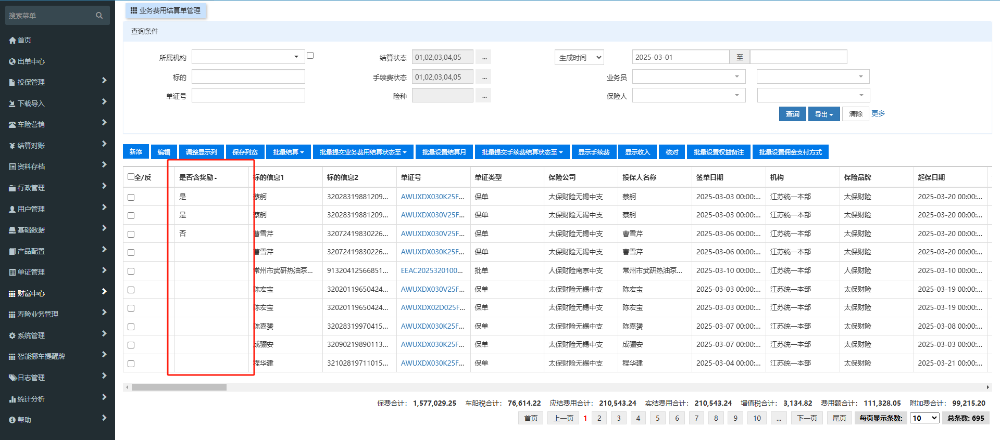 搜索菜单
首页
出单中心
投保管理
下载导入
车险营销
结算对账
资料存档
行政管理
用户管理
基础数据
产品配置
单证管理
财富中心
寿险业务管理
系统管理
智能挪车提醒牌
日志管理
统计分析
帮助
业务费用结算单管理
查询条件
所属机构 结算状态 01,02,03,04,05 ... 生成时间 2025-03-01 至
标的 手续费状态 01,02,03,04,05 ... 业务员
单证号 险种 ... 保险人
查询 导出 清除 更多
新添 编辑 调整显示列 保存列宽 批量结算 批量提交业务费用结算状态至 批量设置结算月 批量提交手续费结算状态至 显示手续费 显示收入 核对 批量设置权益备注 批量设置佣金支付方式
全/反 是否含奖励 标的信息1 标的信息2 单证号 单证类型 保险公司 投保人名称 签单日期 机构 保险品牌 起保日期
是 蔡舸 32028319881209... AWUXDX030K25F... 保单 太保财险无锡中支 蔡舸 2025-03-03 00:00:... 江苏统一本部 太保财险 2025-03-20 00:00:...
是 蔡舸 32028319881209... AWUXDX030V25F... 保单 太保财险无锡中支 蔡舸 2025-03-03 00:00:... 江苏统一本部 太保财险 2025-03-20 00:00:...
否 曹雪芹 32072419830226... AWUXDX030V25F... 保单 太保财险无锡中支 曹雪芹 2025-03-06 00:00:... 江苏统一本部 太保财险 2025-03-20 00:00:...
曹雪芹 32072419830226... AWUXDX030K25F... 保单 太保财险无锡中支 曹雪芹 2025-03-06 00:00:... 江苏统一本部 太保财险 2025-03-20 00:00:...
常州市武研热油泵... 91320412566851... EEAC2025320100... 批单 人保财险南京中支 常州市武研热油泵... 2025-03-10 00:00:... 江苏统一本部 人保财险 2025-03-10 00:00:...
陈宏宝 32020119650424... AWUXDX030V25F... 保单 太保财险无锡中支 陈宏宝 2025-03-03 00:00:... 江苏统一本部 太保财险 2025-03-19 00:00:...
陈宏宝 32020119650424... AWUXDX02D025F... 保单 太保财险无锡中支 陈宏宝 2025-03-03 00:00:... 江苏统一本部 太保财险 2025-03-19 00:00:...
陈嘉赟 32028319970415... AWUXDX030K25F... 保单 太保财险无锡中支 陈嘉赟 2025-03-07 00:00:... 江苏统一本部 太保财险 2025-03-08 00:00:...
成骊安 32090219890113... AWUXDX030K25F... 保单 太保财险无锡中支 成骊安 2025-03-07 00:00:... 江苏统一本部 太保财险 2025-03-03 00:00:...
程华建 32102819711015... AWUXDX030K25F... 保单 太保财险无锡中支 程华建 2025-03-04 00:00:... 江苏统一本部 太保财险 2025-03-21 00:00:...
保费合计: 1,577,029.25 车船税合计: 76,614.22 应结费用合计: 210,543.24 实结费用合计: 210,543.24 增值税合计: 3,134.82 费用额合计: 111,328.05 附加费合计: 99,215.20
首页 上一页 1 2 3 4 5 6 7 8 9 10 ... 下一页 尾页 每页显示条数: 10 总条数: 695